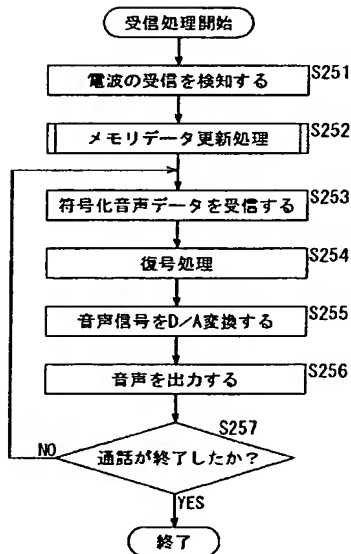 受信処理開始
電波の受信を検知する
S251
メモリデータ更新処理
S252
符号化音声データを受信する
S253
復号処理
S254
音声信号をD/A変換する
S255
音声を出力する
S256
S257
通話が終了したか?
NO
YES
終了